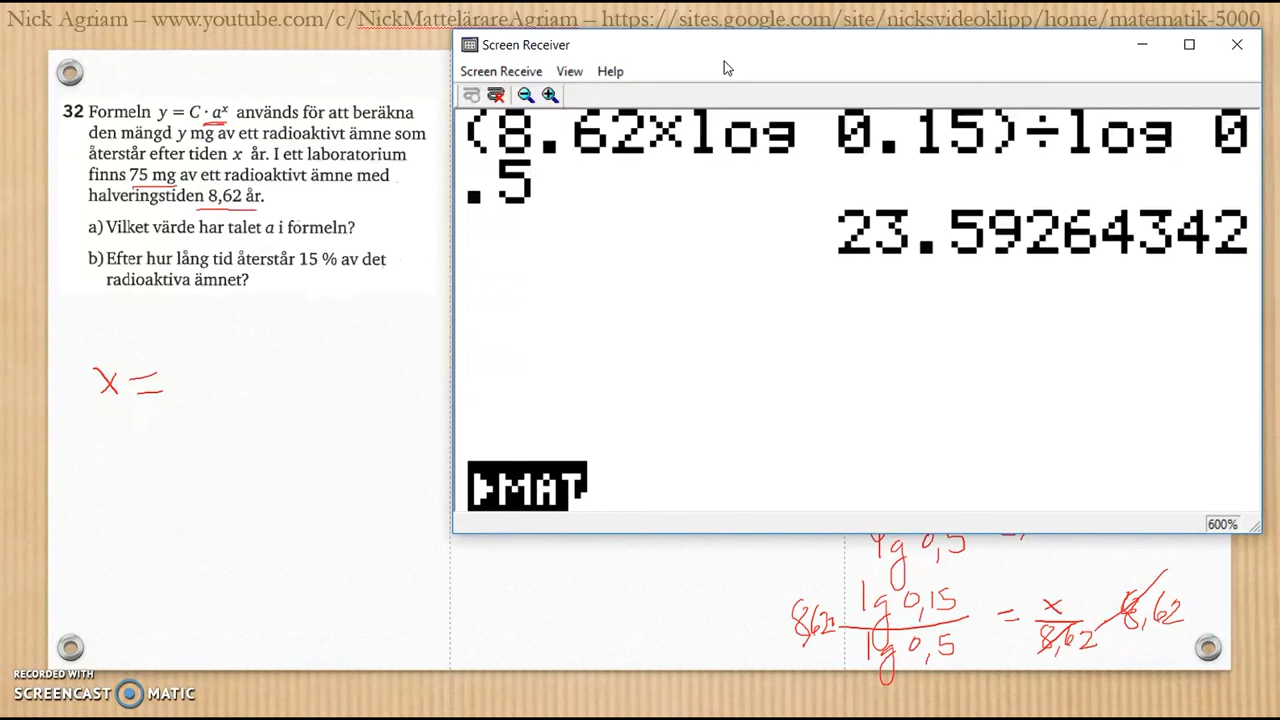 Nick Agriam – www.youtube.com/c/NickMattelärareAgriam – https://sites.google.com/site/nicksvideoklipp/home/matematik-5000
32 Formeln y = C · a^x används för att beräkna
den mängd y mg av ett radioaktivt ämne som
återstår efter tiden x år. I ett laboratorium
finns 75 mg av ett radioaktivt ämne med
halveringstiden 8,62 år.
a) Vilket värde har talet a i formeln?
b) Efter hur lång tid återstår 15 % av det
radioaktiva ämnet?
x =
Screen Receiver
Screen Receive View Help
(8.62×log 0.15)÷log 0
.5
23.59264342
▶MAT
600%
lg 0,5
8,62· lg 0,15 / lg 0,5 = x / 8,62 · 8,62
RECORDED WITH
SCREENCAST MATIC